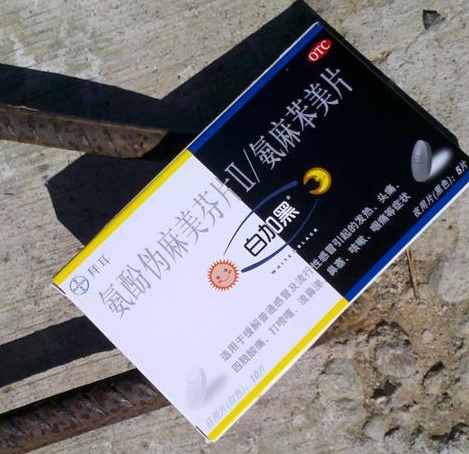 OTC
拜耳
氨酚伪麻美芬片II/氨麻苯美片
白加黑®
WHITE BLACK
适用于缓解普通感冒及流行性感冒引起的发热、头痛、
四肢酸痛、打喷嚏、流鼻涕、鼻塞、咳嗽、咽痛等症状
日用片(白色): 10片
夜用片(黑色): 5片